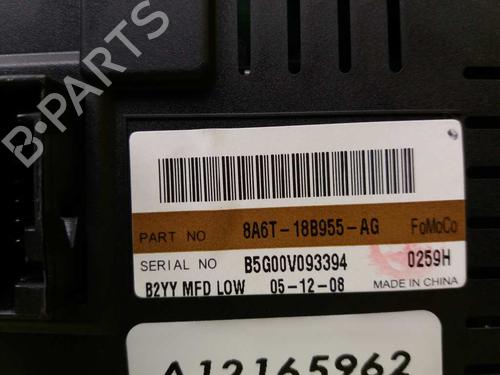 B-PARTS
PART NO 8A6T-18B955-AG FoMoCo
SERIAL NO B5G00V093394 0259H
B2YY MFD LOW 05-12-08 MADE IN CHINA
A12165962